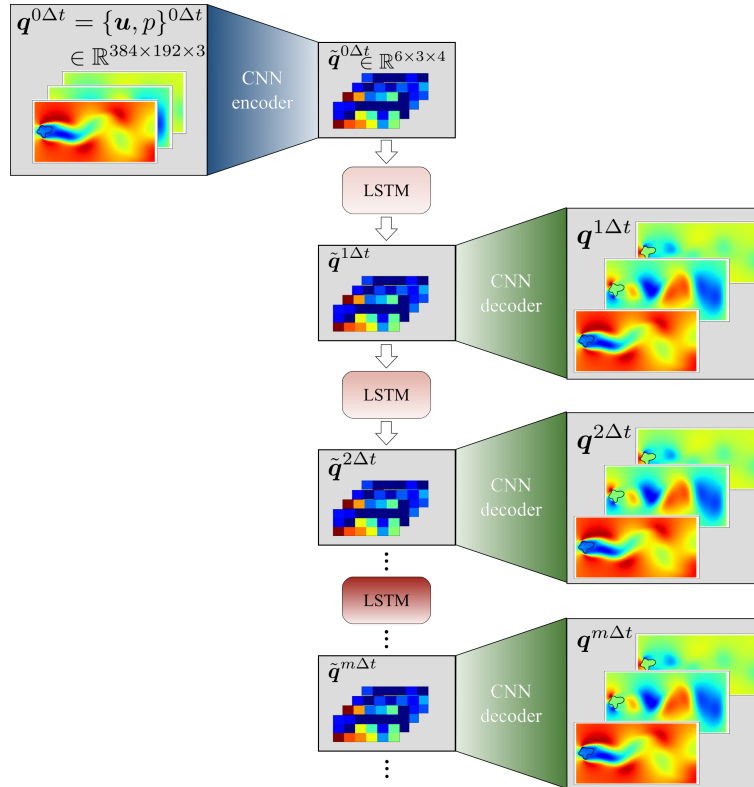 𝒒^{0Δt} = {𝒖, p}^{0Δt}
∈ ℝ^{384×192×3}
CNN
encoder
𝒒̃^{0Δt} ∈ ℝ^{6×3×4}
LSTM
𝒒̃^{1Δt}
CNN
decoder
𝒒^{1Δt}
LSTM
𝒒̃^{2Δt}
CNN
decoder
𝒒^{2Δt}
⋮
LSTM
⋮
𝒒̃^{mΔt}
CNN
decoder
𝒒^{mΔt}
⋮